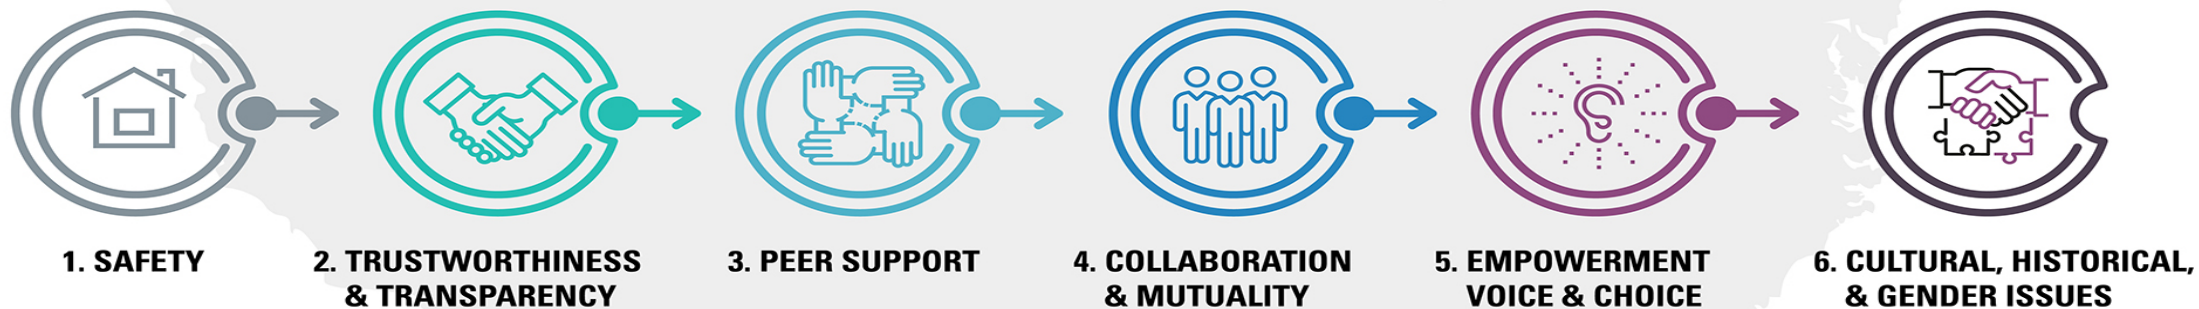 1. SAFETY
2. TRUSTWORTHINESS
& TRANSPARENCY
3. PEER SUPPORT
4. COLLABORATION
& MUTUALITY
5. EMPOWERMENT
VOICE & CHOICE
6. CULTURAL, HISTORICAL,
& GENDER ISSUES